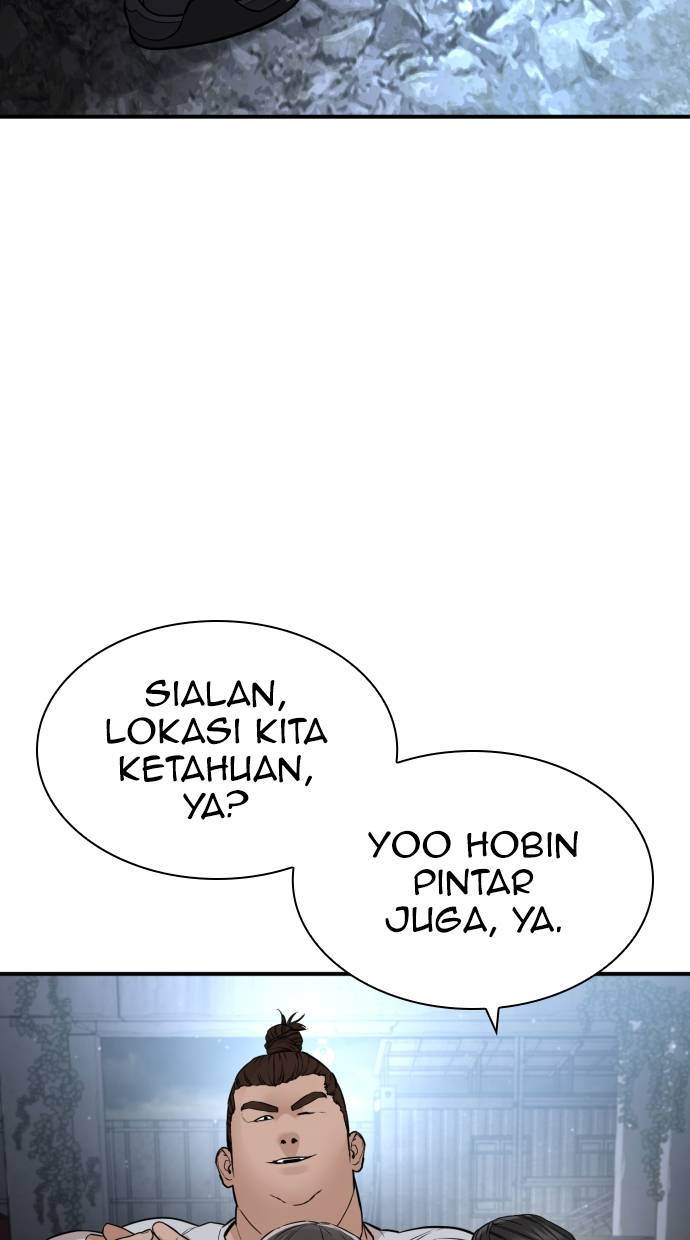 SIALAN,
LOKASI KITA
KETAHUAN,
YA?
YOO HOBIN
PINTAR
JUGA, YA.